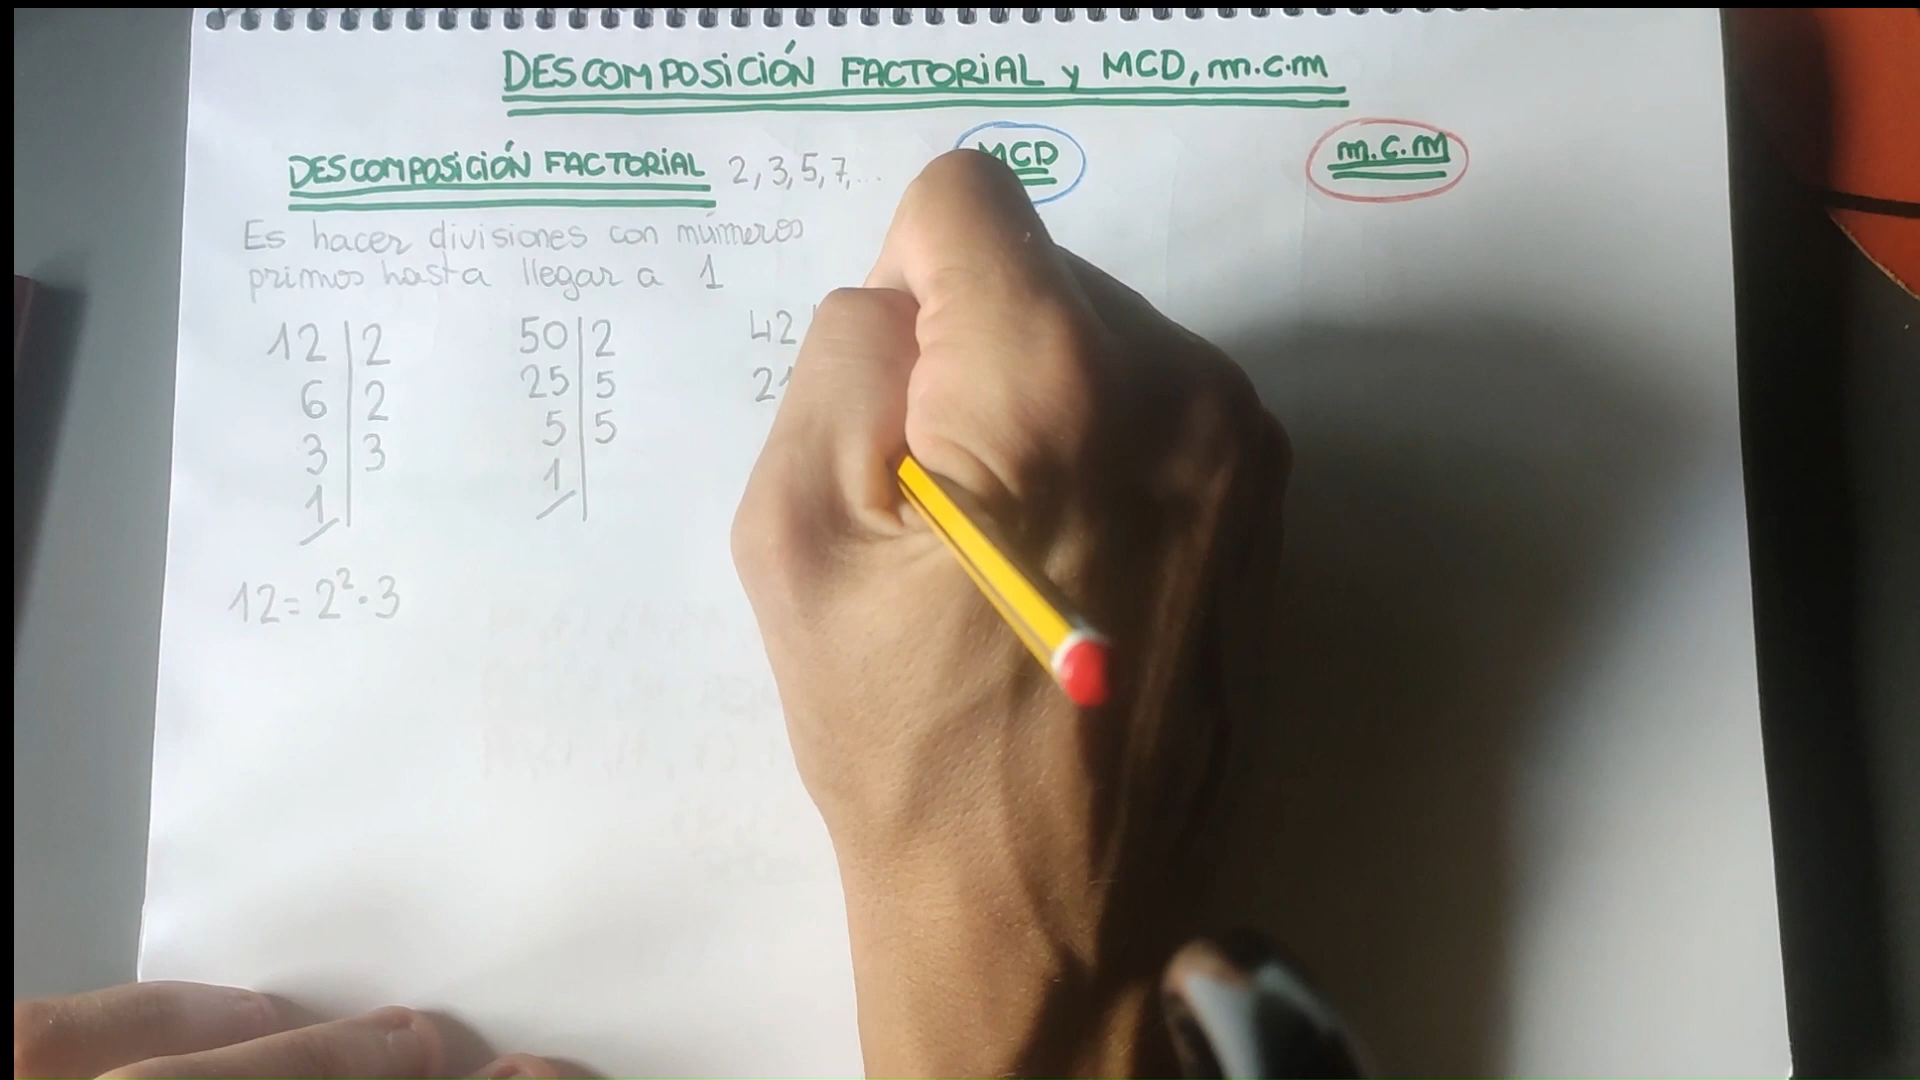 DESCOMPOSICIÓN FACTORIAL y MCD, m.c.m
DESCOMPOSICIÓN FACTORIAL 2, 3, 5, 7, ...
MCD
m.c.m
Es hacer divisiones con números
primos hasta llegar a 1
12 | 2
6 | 2
3 | 3
1
12 = 2² · 3
50 | 2
25 | 5
5 | 5
1
42
21